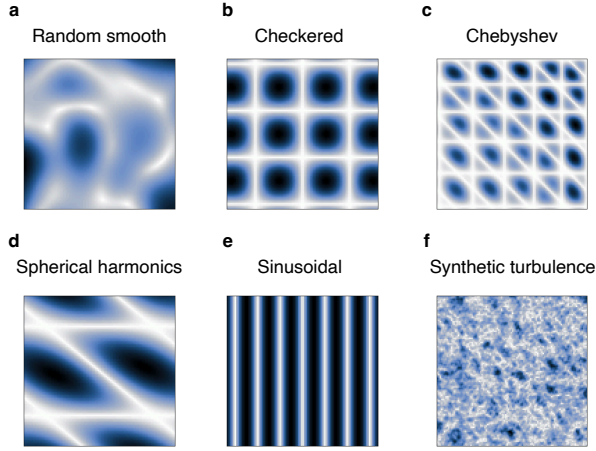 a
Random smooth
b
Checkered
c
Chebyshev
d
Spherical harmonics
e
Sinusoidal
f
Synthetic turbulence